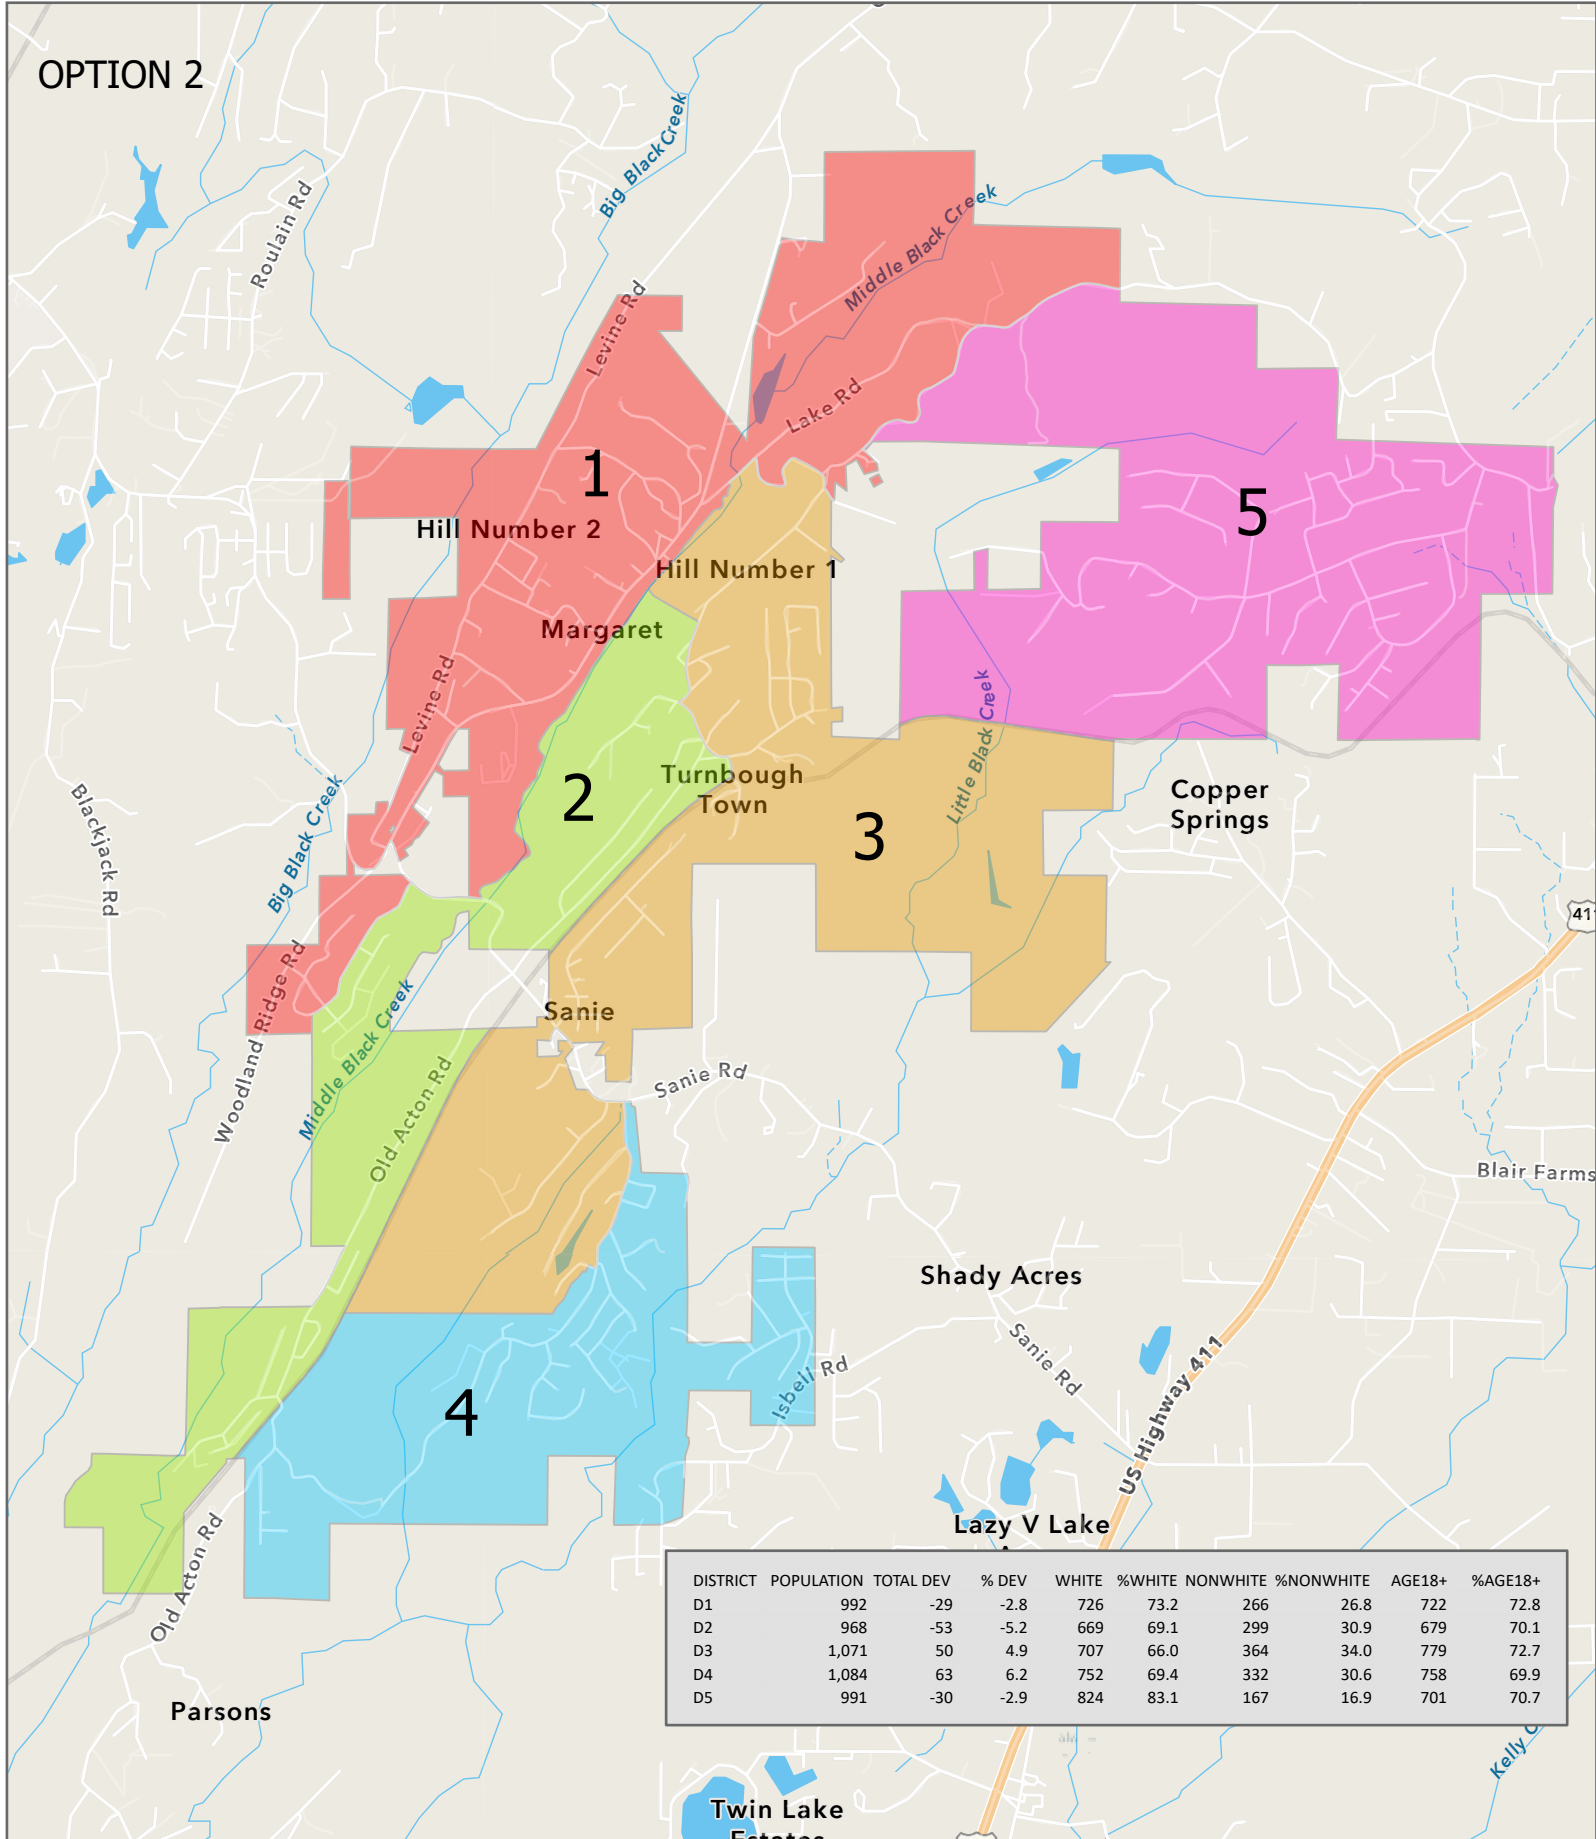 OPTION 2
Big Black Creek
Roulain Rd
Middle Black Creek
Levine Rd
Lake Rd
1
Hill Number 2
5
Hill Number 1
Margaret
Levine Rd
Little Black Creek
Turnbough
Town
2
3
Copper
Springs
Blackjack Rd
Big Black Creek
411
Woodland Ridge Rd
Middle Black Creek
Sanie
Sanie Rd
Old Acton Rd
Blair Farms
Shady Acres
Sanie Rd
Isbell Rd
US Highway 411
4
Lazy V Lake
Old Acton Rd
DISTRICT POPULATION TOTAL DEV % DEV WHITE %WHITE NONWHITE %NONWHITE AGE18+ %AGE18+
D1 992 -29 -2.8 726 73.2 266 26.8 722 72.8
D2 968 -53 -5.2 669 69.1 299 30.9 679 70.1
D3 1,071 50 4.9 707 66.0 364 34.0 779 72.7
D4 1,084 63 6.2 752 69.4 332 30.6 758 69.9
D5 991 -30 -2.9 824 83.1 167 16.9 701 70.7
Parsons
Kelly C
Twin Lake
Estates